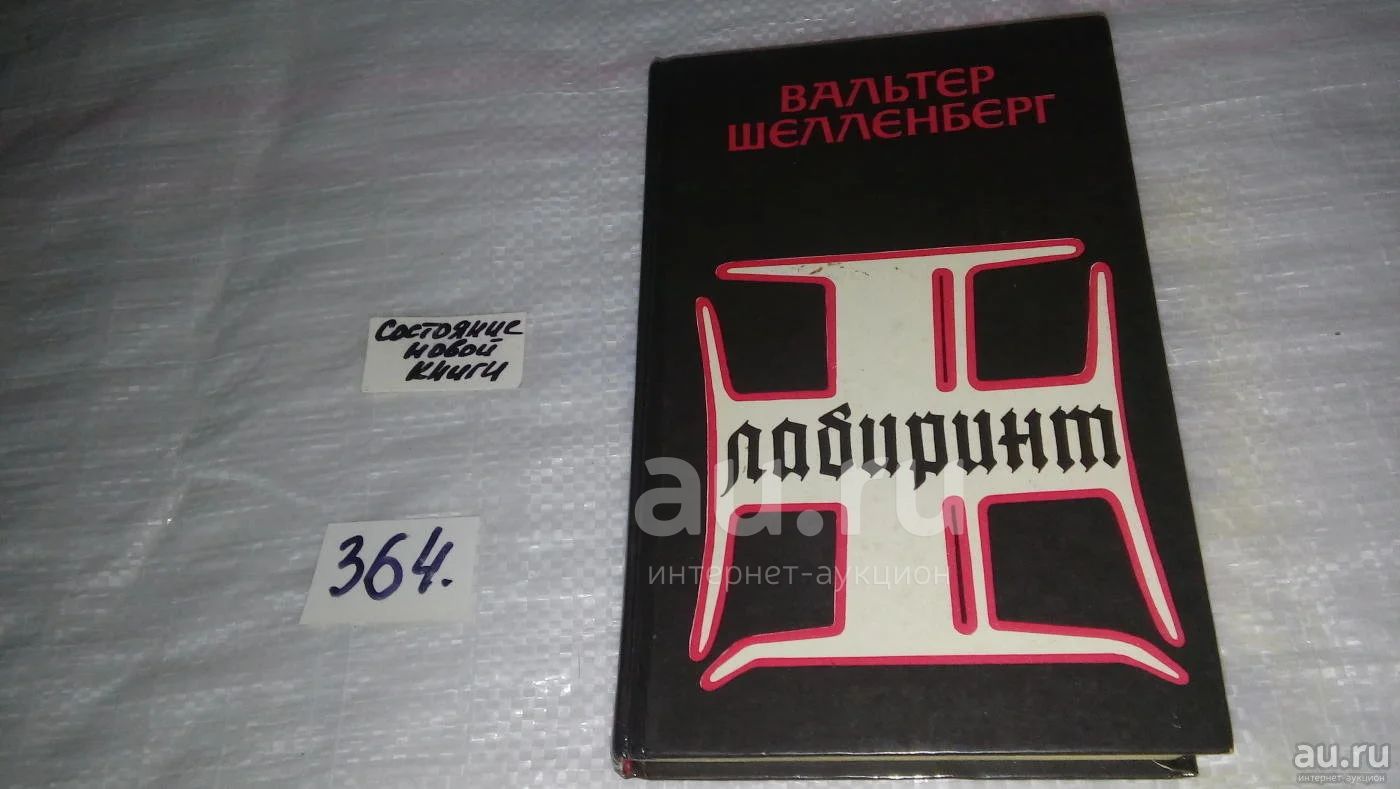 ВАЛЬТЕР
ШЕЛЛЕНБЕРГ
лабиринт
Состояние
новой
книги
364.
au.ru
интернет-аукцион
au.ru
интернет-аукцион